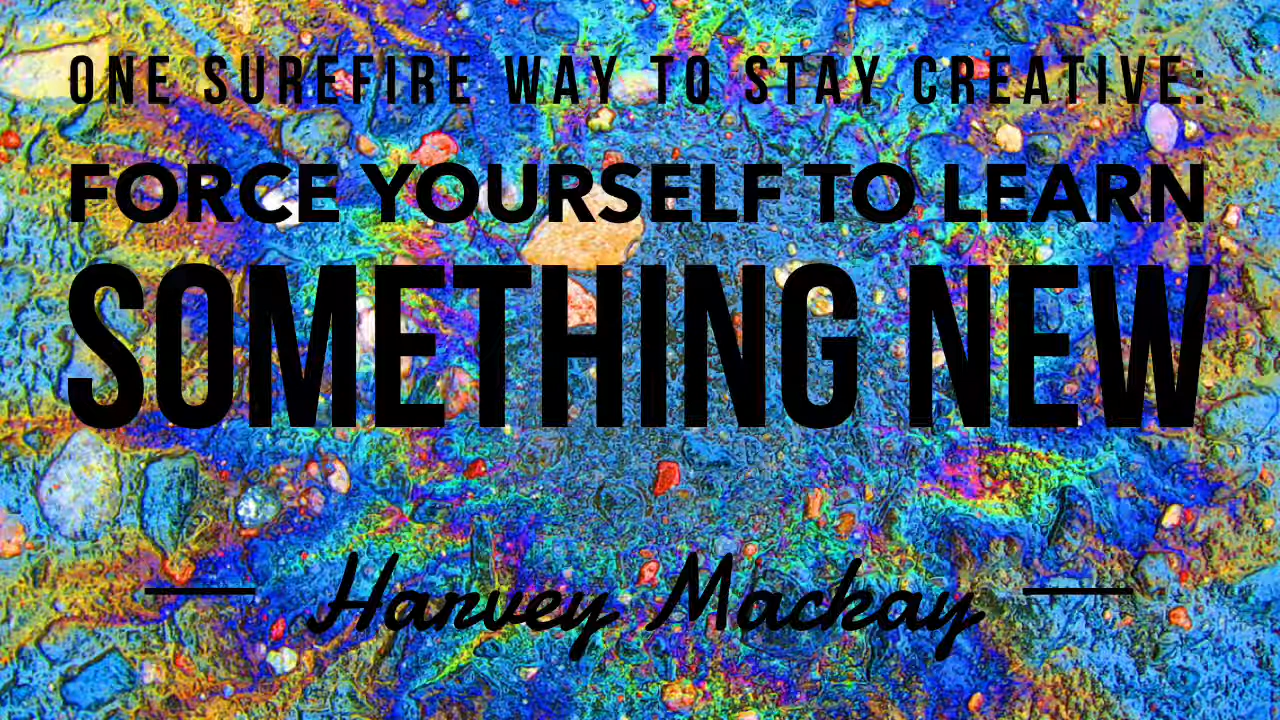 ONE SUREFIRE WAY TO STAY CREATIVE:
FORCE YOURSELF TO LEARN
SOMETHING NEW
Harvey Mackay